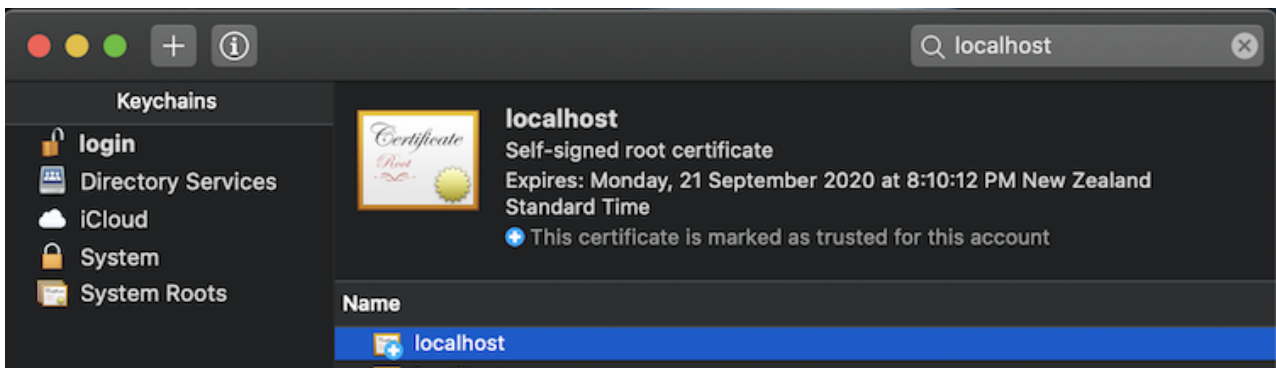 localhost
Keychains
login
Directory Services
iCloud
System
System Roots
Certificate
Root
localhost
Self-signed root certificate
Expires: Monday, 21 September 2020 at 8:10:12 PM New Zealand
Standard Time
This certificate is marked as trusted for this account
Name
localhost